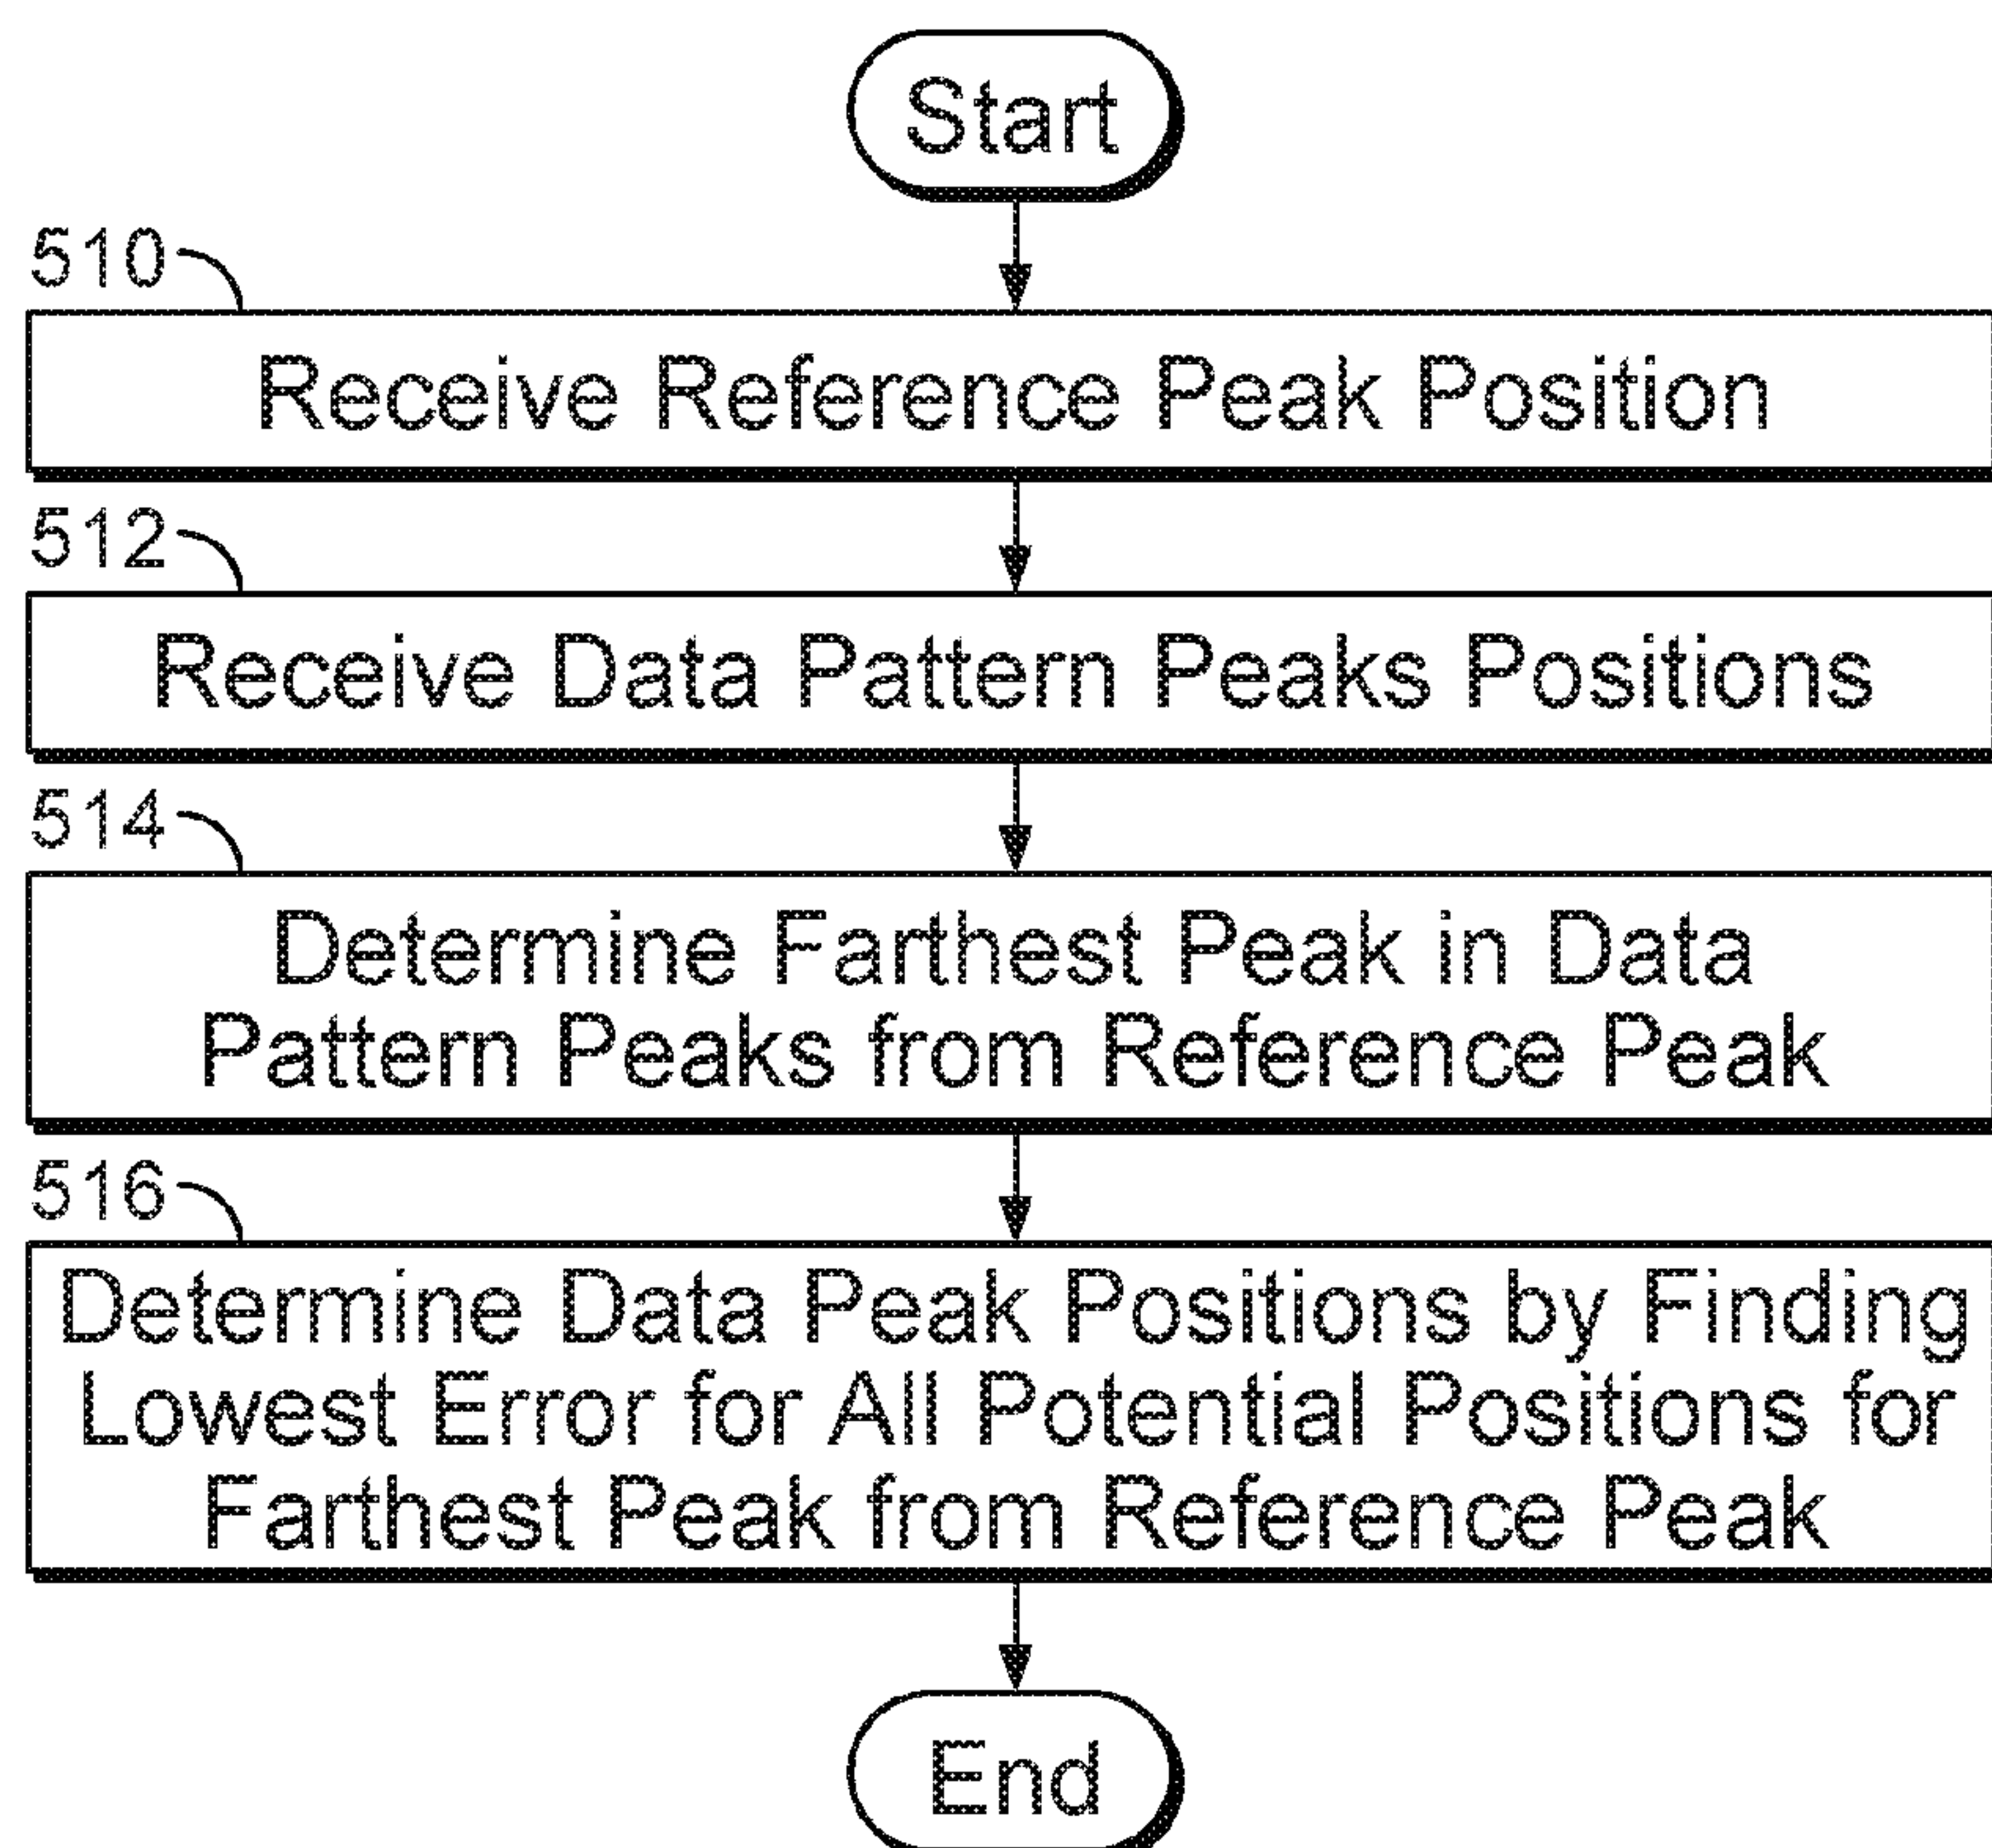 Start
510
Receive Reference Peak Position
512
Receive Data Pattern Peaks Positions
514
Determine Farthest Peak in Data
Pattern Peaks from Reference Peak
516
Determine Data Peak Positions by Finding
Lowest Error for All Potential Positions for
Farthest Peak from Reference Peak
End